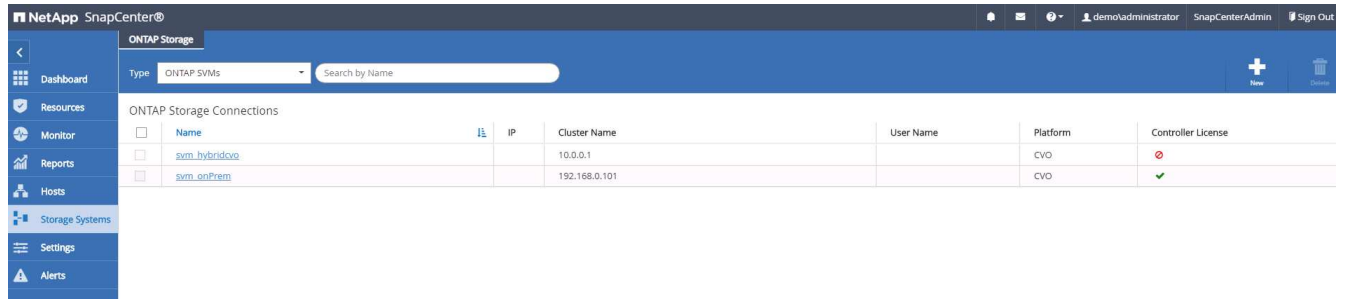 NetApp SnapCenter® demo\administrator SnapCenterAdmin Sign Out
ONTAP Storage
Type ONTAP SVMs Search by Name
New Delete
Dashboard
Resources
Monitor
Reports
Hosts
Storage Systems
Settings
Alerts
ONTAP Storage Connections
Name IP Cluster Name User Name Platform Controller License
svm_hybridcvo 10.0.0.1 CVO
svm_onPrem 192.168.0.101 CVO